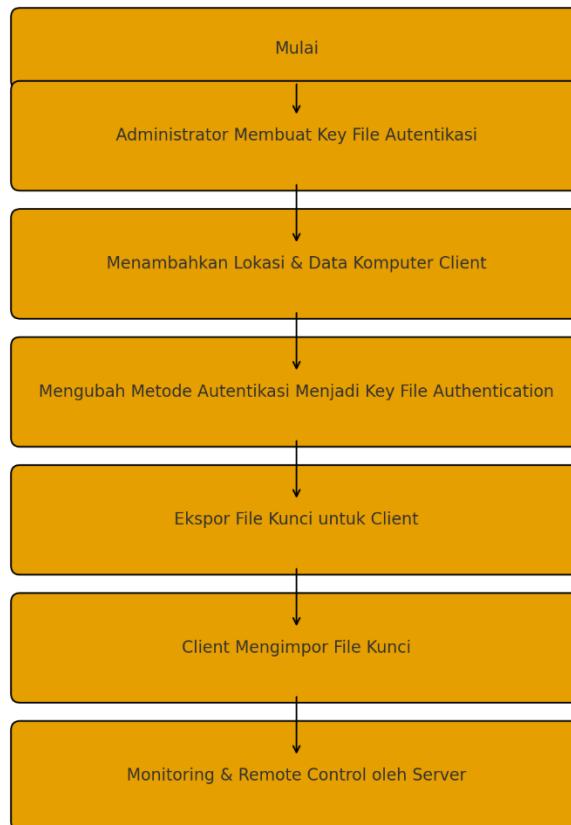 Mulai
Administrator Membuat Key File Autentikasi
Menambahkan Lokasi & Data Komputer Client
Mengubah Metode Autentikasi Menjadi Key File Authentication
Ekspor File Kunci untuk Client
Client Mengimpor File Kunci
Monitoring & Remote Control oleh Server